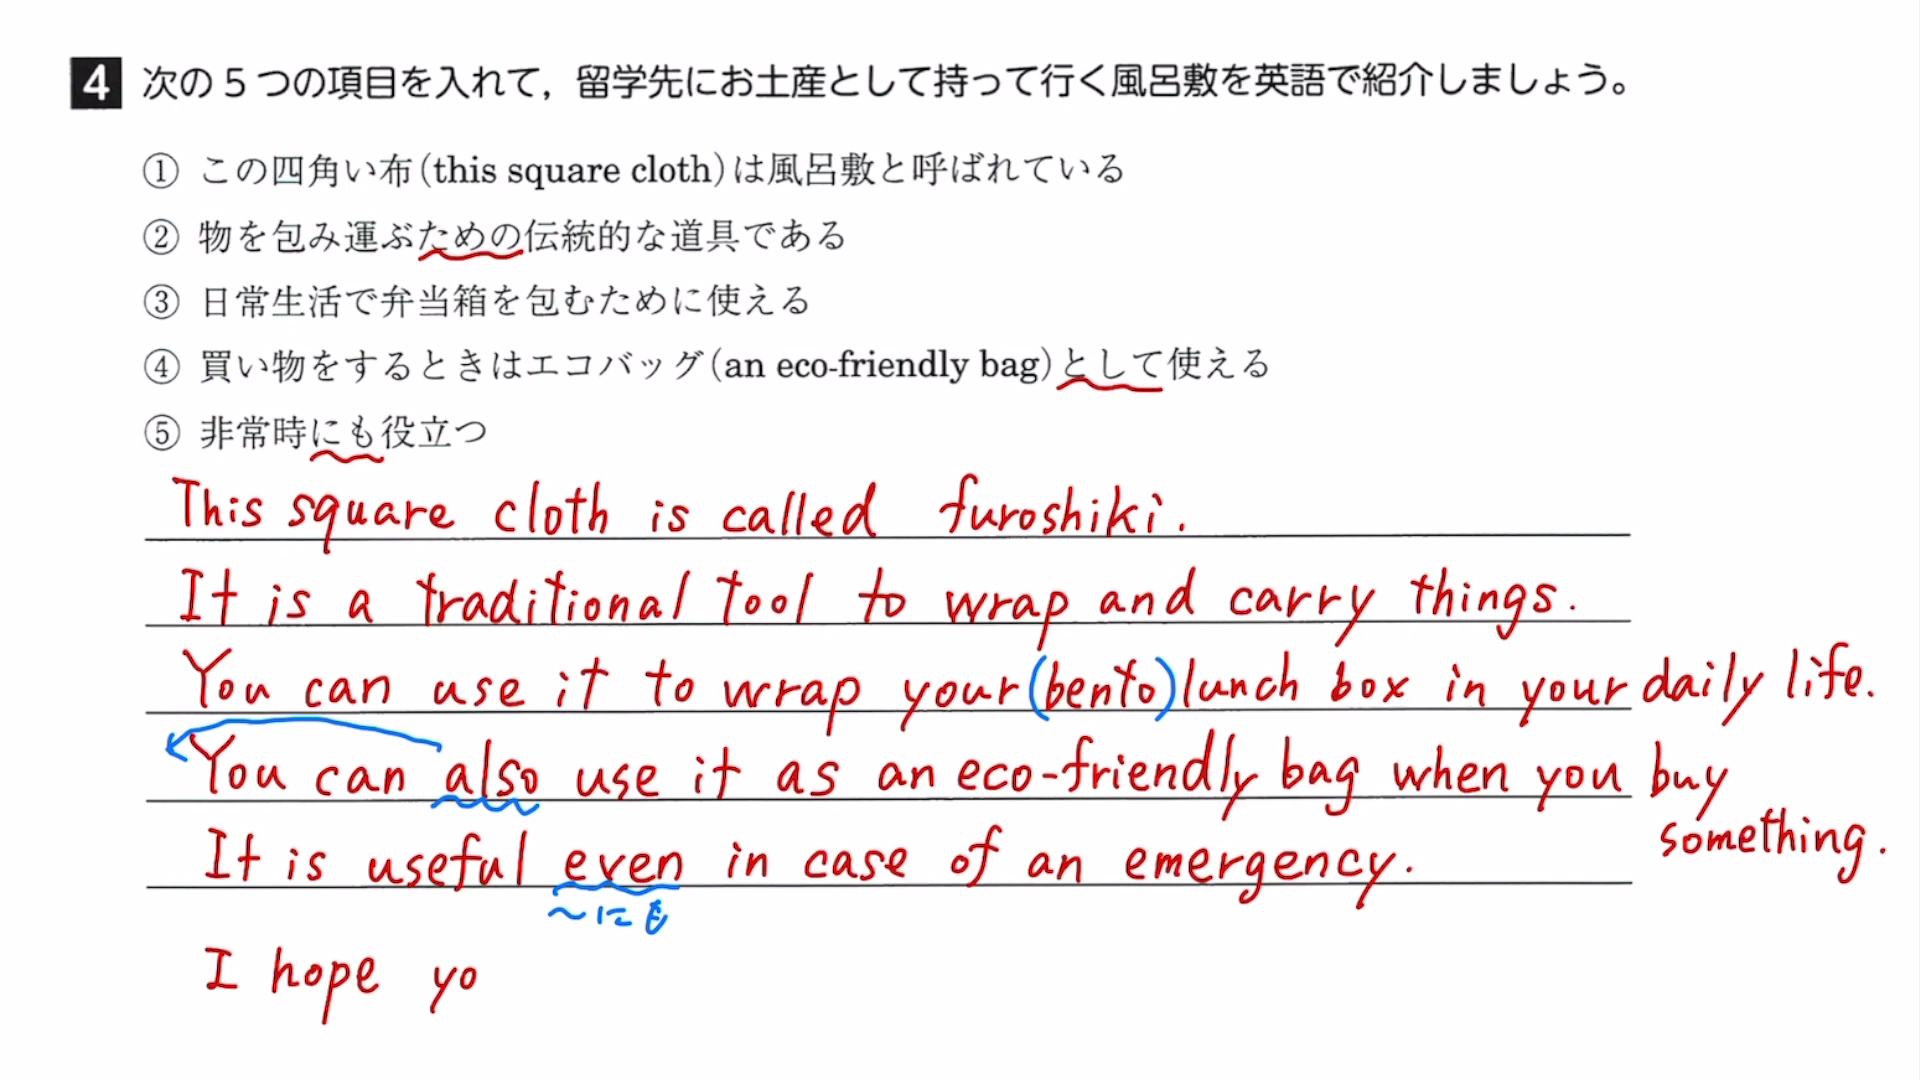 4 次の5つの項目を入れて，留学先にお土産として持って行く風呂敷を英語で紹介しましょう。
① この四角い布(this square cloth)は風呂敷と呼ばれている
② 物を包み運ぶための伝統的な道具である
③ 日常生活で弁当箱を包むために使える
④ 買い物をするときはエコバッグ(an eco-friendly bag)として使える
⑤ 非常時にも役立つ
This square cloth is called furoshiki.
It is a traditional tool to wrap and carry things.
You can use it to wrap your (bento) lunch box in your daily life.
You can also use it as an eco-friendly bag when you buy
something.
It is useful even in case of an emergency.
～にも
I hope yo